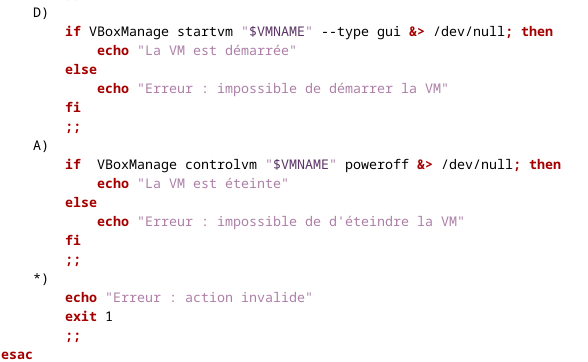 D)
if VBoxManage startvm "$VMNAME" --type gui &> /dev/null; then
echo "La VM est démarrée"
else
echo "Erreur : impossible de démarrer la VM"
fi
;;
A)
if  VBoxManage controlvm "$VMNAME" poweroff &> /dev/null; then
echo "La VM est éteinte"
else
echo "Erreur : impossible de d'éteindre la VM"
fi
;;
*)
echo "Erreur : action invalide"
exit 1
;;
esac